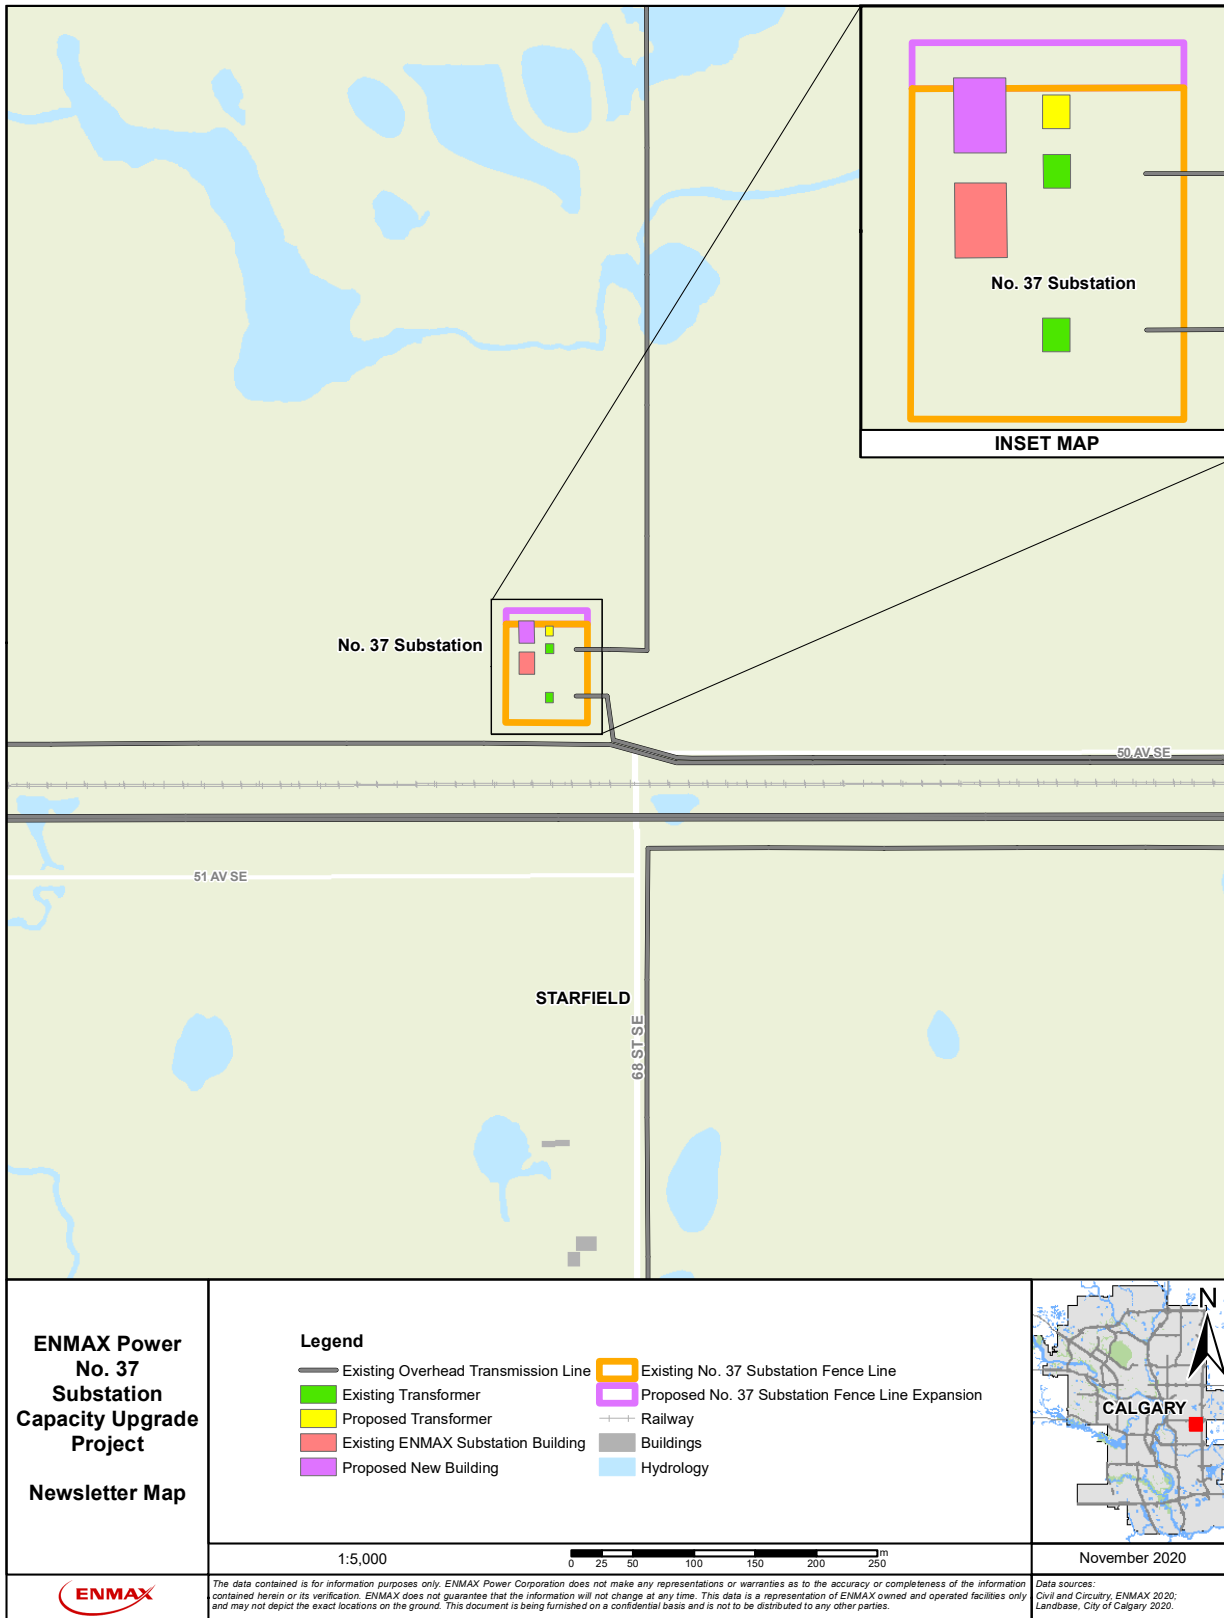 No. 37 Substation
INSET MAP
No. 37 Substation
50 AV SE
51 AV SE
STARFIELD
68 ST SE
ENMAX Power
No. 37
Substation
Capacity Upgrade
Project
Newsletter Map
Legend
Existing Overhead Transmission Line
Existing Transformer
Proposed Transformer
Existing ENMAX Substation Building
Proposed New Building
Existing No. 37 Substation Fence Line
Proposed No. 37 Substation Fence Line Expansion
Railway
Buildings
Hydrology
N
CALGARY
1:5,000
0 25 50 100 150 200 250 m
November 2020
ENMAX
The data contained is for information purposes only. ENMAX Power Corporation does not make any representations or warranties as to the accuracy or completeness of the information
contained herein or its verification. ENMAX does not guarantee that the information will not change at any time. This data is a representation of ENMAX owned and operated facilities only
and may not depict the exact locations on the ground. This document is being furnished on a confidential basis and is not to be distributed to any other parties.
Data sources:
Civil and Circuitry, ENMAX 2020;
Landbase, City of Calgary 2020.